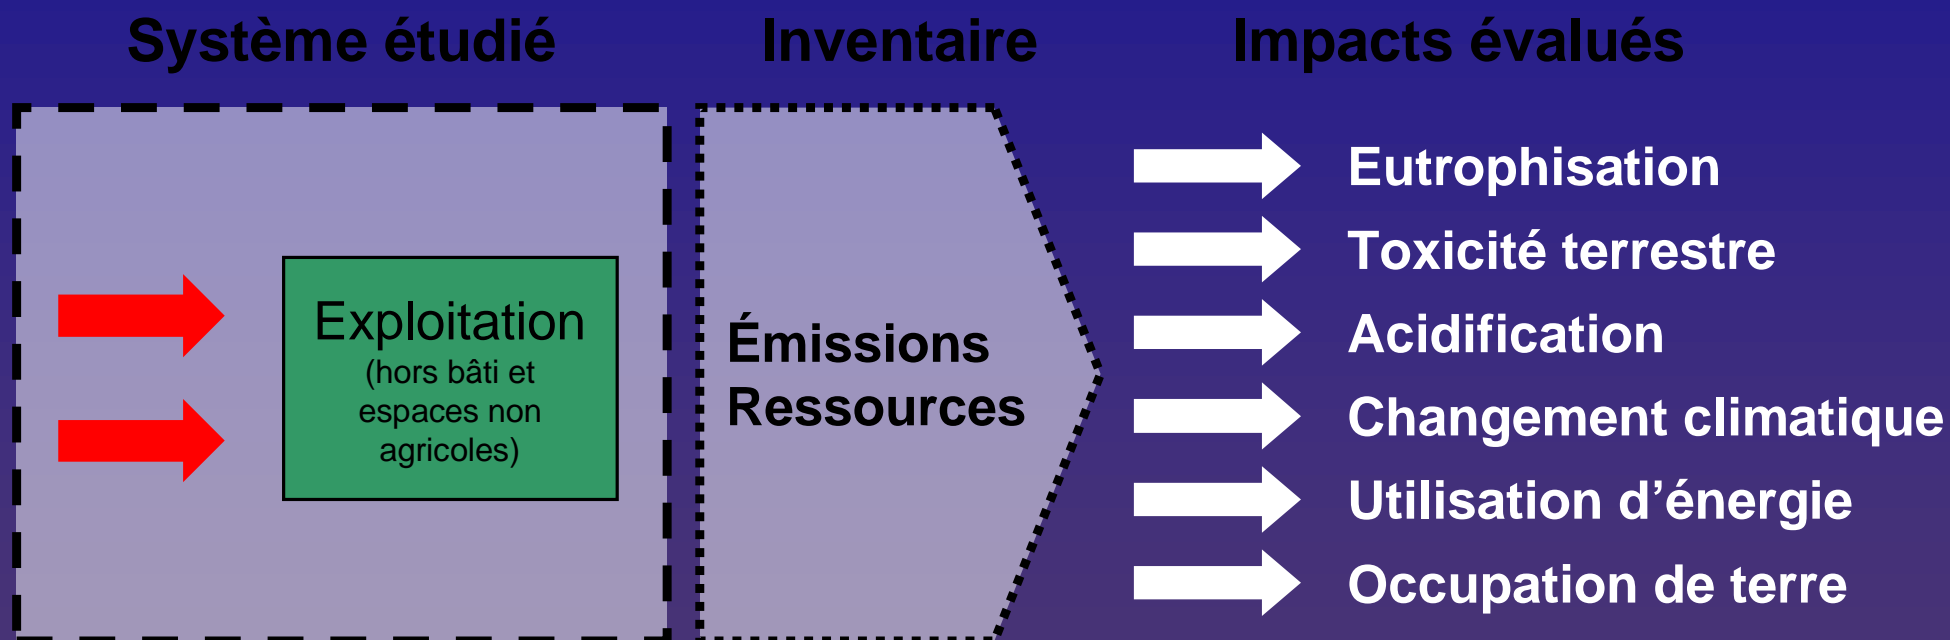 Système étudié
Inventaire
Impacts évalués
Exploitation
(hors bâti et
espaces non
agricoles)
Émissions
Ressources
Eutrophisation
Toxicité terrestre
Acidification
Changement climatique
Utilisation d’énergie
Occupation de terre